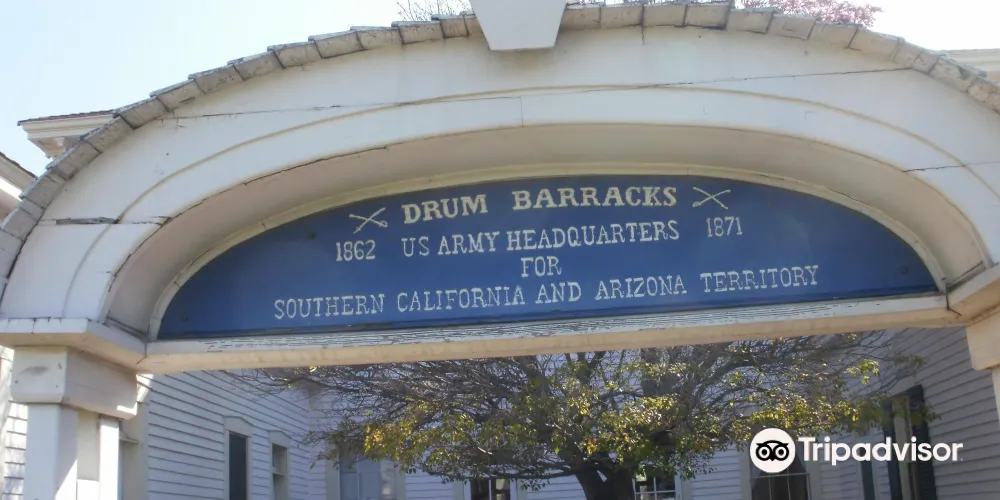 DRUM BARRACKS
1862 US ARMY HEADQUARTERS 1871
FOR
SOUTHERN CALIFORNIA AND ARIZONA TERRITORY
Tripadvisor